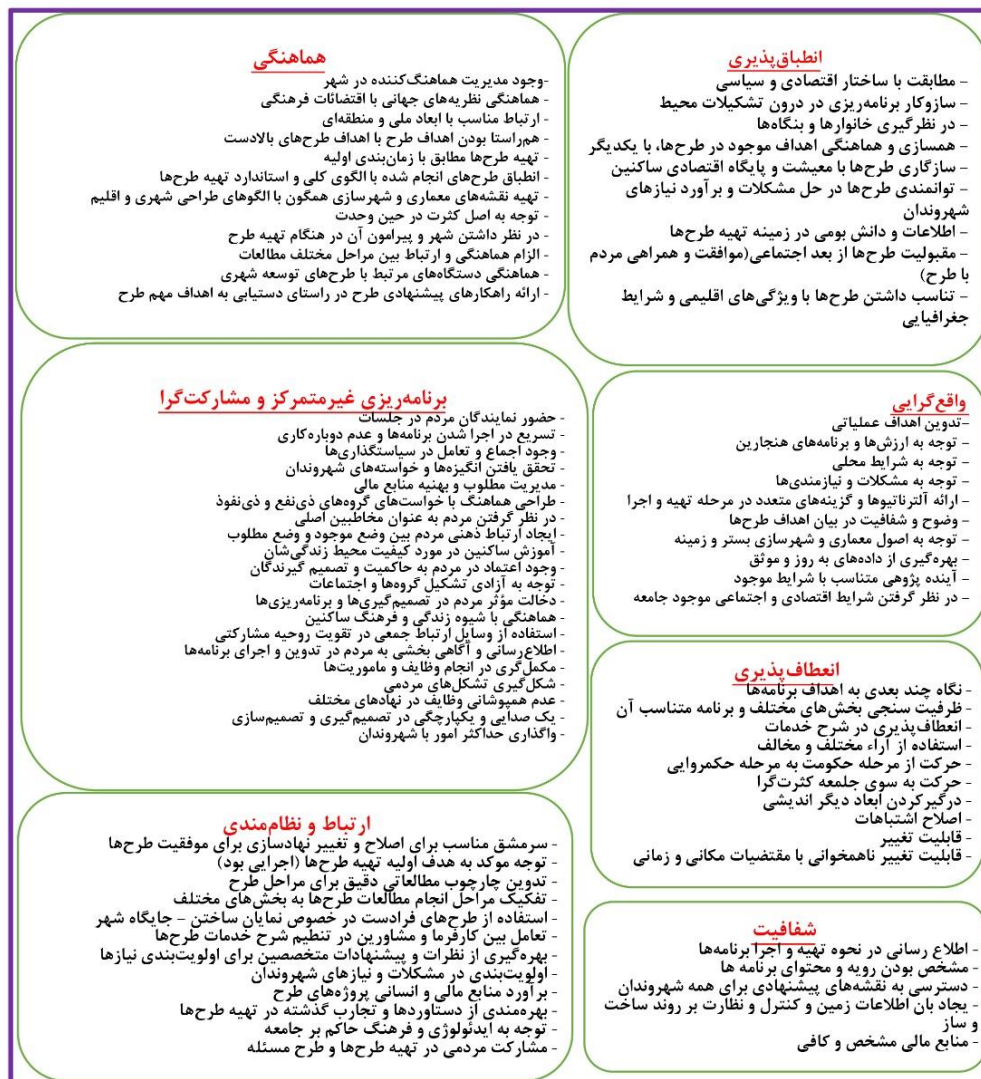 انطباق‌پذیری
– مطابقت با ساختار اقتصادی و سیاسی
– سازوکار برنامه‌ریزی در درون تشکیلات محیط
– در نظرگیری خانوارها و بنگاه‌ها
– همسازی و هماهنگی اهداف موجود در طرح‌ها، با یکدیگر
– سازگاری طرح‌ها با معیشت و پایگاه اقتصادی ساکنین
– توانمندی طرح‌ها در حل مشکلات و برآورد نیازهای
شهروندان
– اطلاعات و دانش بومی در زمینه تهیه طرح‌ها
– مقبولیت طرح‌ها از بعد اجتماعی(موافقت و همراهی مردم
با طرح)
– تناسب داشتن طرح‌ها با ویژگی‌های اقلیمی و شرایط
جغرافیایی
هماهنگی
-وجود مدیریت هماهنگ‌کننده در شهر
- هماهنگی نظریه‌های جهانی با اقتضائات فرهنگی
- ارتباط مناسب با ابعاد ملی و منطقه‌ای
- هم‌راستا بودن اهداف طرح با اهداف طرح‌های بالادست
- تهیه طرح‌ها مطابق با زمان‌بندی اولیه
- انطباق طرح‌های انجام شده با الگوی کلی و استاندارد تهیه طرح‌ها
- تهیه نقشه‌های معماری و شهرسازی همگون با الگوهای طراحی شهری و اقلیم
- توجه به اصل کثرت در حین وحدت
- در نظر داشتن شهر و پیرامون آن در هنگام تهیه طرح
- الزام هماهنگی و ارتباط بین مراحل مختلف مطالعات
- هماهنگی دستگاه‌های مرتبط با طرح‌های توسعه شهری
- ارائه راهکارهای پیشنهادی طرح در راستای دستیابی به اهداف مهم طرح
واقع‌گرایی
–تدوین اهداف عملیاتی
– توجه به ارزش‌ها و برنامه‌های هنجارین
– توجه به شرایط محلی
– توجه به مشکلات و نیازمندی‌ها
– ارائه آلترناتیوها و گزینه‌های متعدد در مرحله تهیه و اجرا
– وضوح و شفافیت در بیان اهداف طرح‌ها
– توجه به اصول معماری و شهرسازی بستر و زمینه
– بهره‌گیری از داده‌های به روز و موثق
– آینده پژوهی متناسب با شرایط موجود
– در نظر گرفتن شرایط اقتصادی و اجتماعی موجود جامعه
برنامه‌ریزی غیرمتمرکز و مشارکت‌گرا
- حضور نمایندگان مردم در جلسات
- تسریع در اجرا شدن برنامه‌ها و عدم دوباره‌کاری
- وجود اجماع و تعامل در سیاستگذاری‌ها
- تحقق یافتن انگیزه‌ها و خواسته‌های شهروندان
- مدیریت مطلوب و بهنیه منابع مالی
- طراحی هماهنگ با خواست‌های گروه‌های ذی‌نفع و ذی‌نفوذ
- در نظر گرفتن مردم به عنوان مخاطبین اصلی
- ایجاد ارتباط ذهنی مردم بین وضع موجود و وضع مطلوب
- آموزش ساکنین در مورد کیفیت محیط زندگی‌شان
- وجود اعتماد در مردم به حاکمیت و تصمیم گیرندگان
- توجه به آزادی تشکیل گروه‌ها و اجتماعات
- دخالت مؤثر مردم در تصمیم‌گیری‌ها و برنامه‌ریزی‌ها
- هماهنگی با شیوه زندگی و فرهنگ ساکنین
- استفاده از وسایل ارتباط جمعی در تقویت روحیه مشارکتی
- اطلاع‌رسانی و آگاهی بخشی به مردم در تدوین و اجرای برنامه‌ها
- مکمل‌گری در انجام وظایف و ماموریت‌ها
- شکل‌گیری تشکل‌های مردمی
- عدم همپوشانی وظایف در نهادهای مختلف
- یک صدایی و یکپارچگی در تصمیم‌گیری و تصمیم‌سازی
- واگذاری حداکثر امور با شهروندان
انعطاف‌پذیری
- نگاه چند بعدی به اهداف برنامه‌ها
- ظرفیت سنجی بخش‌های مختلف و برنامه متناسب آن
- انعطاف‌پذیری در شرح خدمات
- استفاده از آراء مختلف و مخالف
- حرکت از مرحله حکومت به مرحله حکمروایی
- حرکت به سوی جلمعه کثرت‌گرا
- درگیرکردن ابعاد دیگر اندیشی
- اصلاح اشتباهات
- قابلیت تغییر
- قابلیت تغییر ناهمخوانی با مقتضیات مکانی و زمانی
ارتباط و نظام‌مندی
- سرمشق مناسب برای اصلاح و تغییر نهادسازی برای موفقیت طرح‌ها
- توجه موکد به هدف اولیه تهیه طرح‌ها (اجرایی بود)
- تدوین چارچوب مطالعاتی دقیق برای مراحل طرح
- تفکیک مراحل انجام مطالعات طرح‌ها به بخش‌های مختلف
- استفاده از طرح‌های فرادست در خصوص نمایان ساختن – جایگاه شهر
- تعامل بین کارفرما و مشاورین در تنطیم شرح خدمات طرح‌ها
- بهره‌گیری از نظرات و پیشنهادات متخصصین برای اولویت‌بندی نیازها
- اولویت‌بندی در مشکلات و نیازهای شهروندان
- برآورد منابع مالی و انسانی پروژه‌های طرح
- بهره‌مندی از دستاوردها و تجارب گذشته در تهیه طرح‌ها
- توجه به ایدئولوژی و فرهنگ حاکم بر جامعه
- مشارکت مردمی در تهیه طرح‌ها و طرح مسئله
شفافیت
- اطلاع رسانی در نحوه تهیه و اجرا برنامه‌ها
- مشخص بودن رویه و محتوای برنامه ها
- دسترسی به نقشه‌های پیشنهادی برای همه شهروندان
- یجاد بان اطلاعات زمین و کنترل و نظارت بر روند ساخت
و ساز
- منابع مالی مشخص و کافی